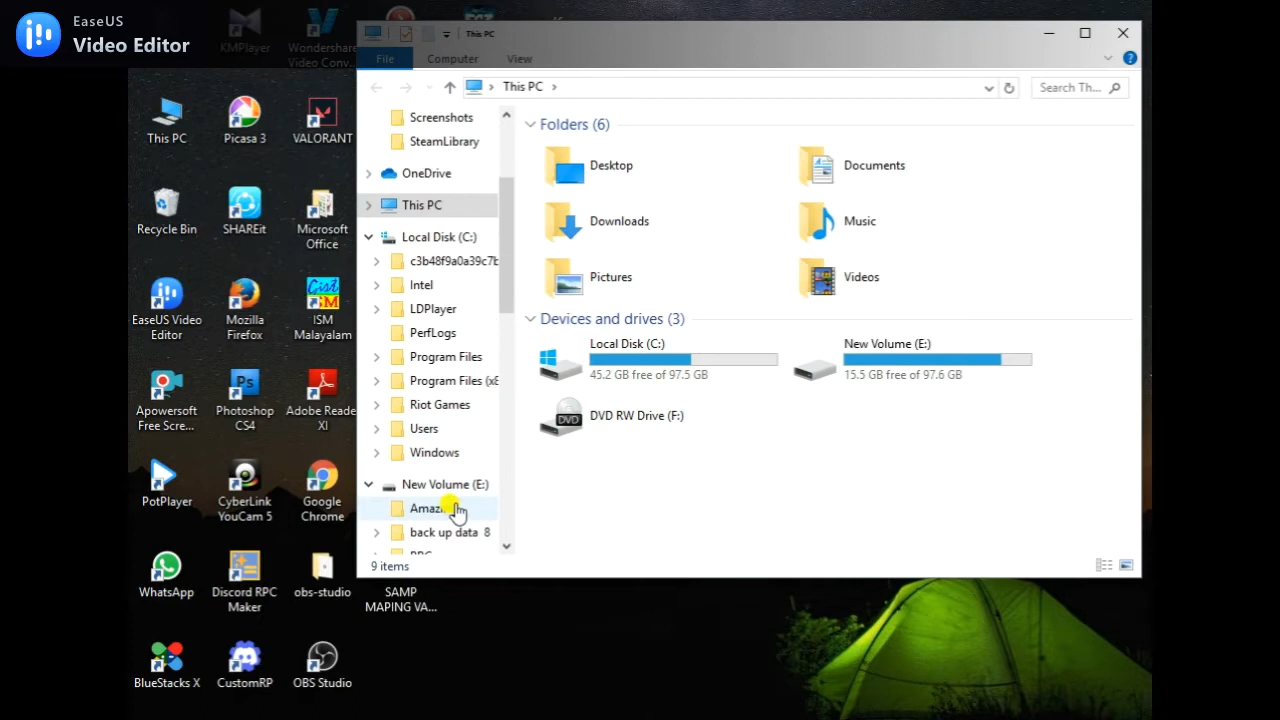 EaseUS
Video Editor
KMPlayer
Wondershare
Video Conv...
This PC
Picasa 3
VALORANT
Recycle Bin
SHAREit
Microsoft
Office
EaseUS Video
Editor
Mozilla
Firefox
ISM
Malayalam
Apowersoft
Free Scre...
Photoshop
CS4
Adobe Reade
XI
PotPlayer
CyberLink
YouCam 5
Google
Chrome
WhatsApp
Discord RPC
Maker
obs-studio
SAMP
MAPING VA...
BlueStacks X
CustomRP
OBS Studio
This PC
File
Computer
View
This PC
Search Th...
Screenshots
SteamLibrary
OneDrive
This PC
Local Disk (C:)
c3b48f9a0a39c7b
Intel
LDPlayer
PerfLogs
Program Files
Program Files (x8
Riot Games
Users
Windows
New Volume (E:)
Amaz
back up data 8
Folders (6)
Desktop
Documents
Downloads
Music
Pictures
Videos
Devices and drives (3)
Local Disk (C:)
45.2 GB free of 97.5 GB
New Volume (E:)
15.5 GB free of 97.6 GB
DVD RW Drive (F:)
9 items